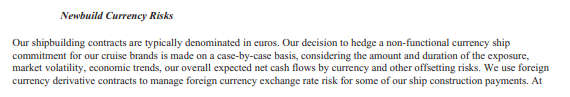 Newbuild Currency Risks
Our shipbuilding contracts are typically denominated in euros. Our decision to hedge a non-functional currency ship
commitment for our cruise brands is made on a case-by-case basis, considering the amount and duration of the exposure,
market volatility, economic trends, our overall expected net cash flows by currency and other offsetting risks. We use foreign
currency derivative contracts to manage foreign currency exchange rate risk for some of our ship construction payments. At